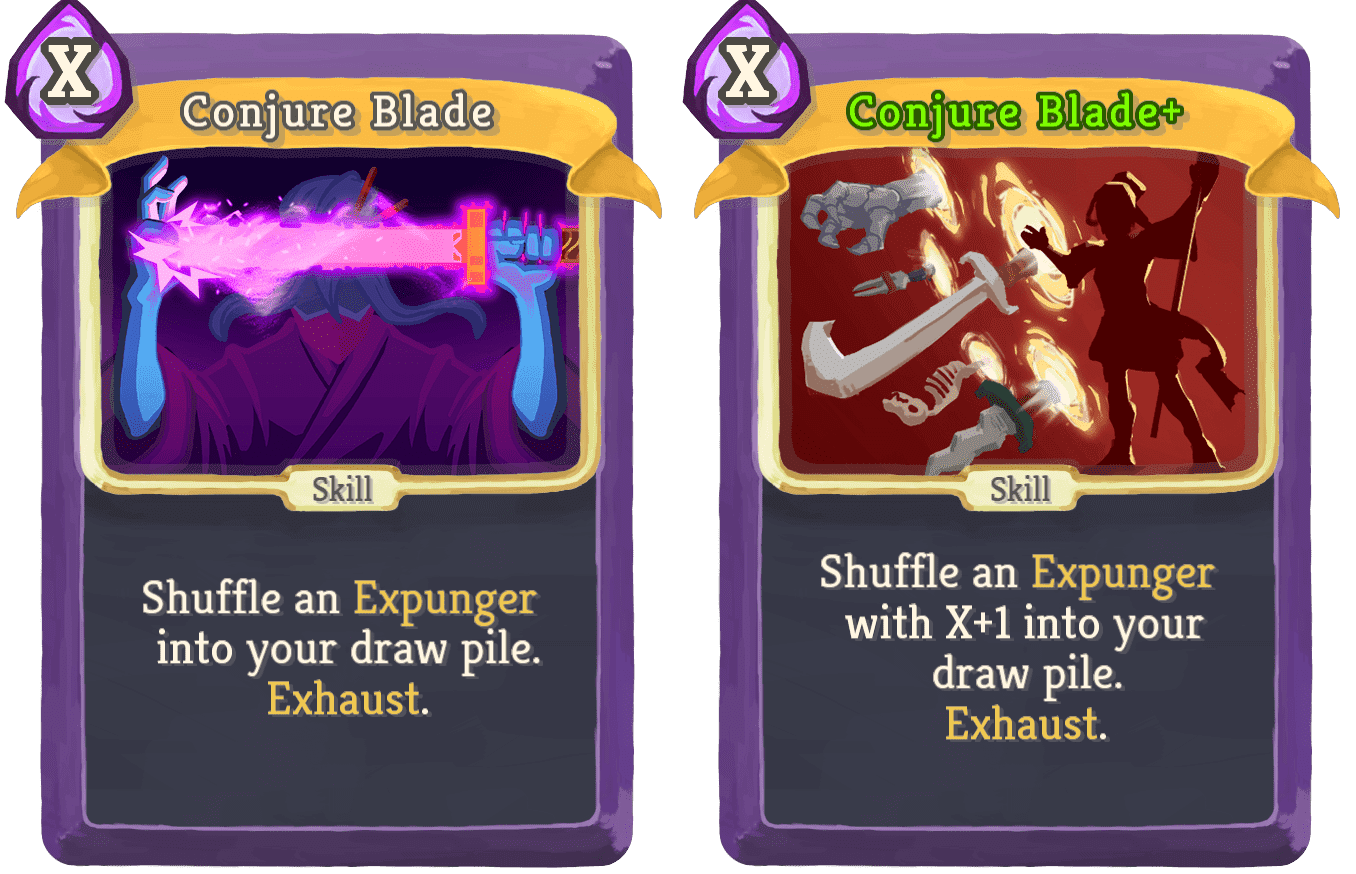 X
Conjure Blade
Skill
Shuffle an Expunger
into your draw pile.
Exhaust.
X
Conjure Blade+
Skill
Shuffle an Expunger
with X+1 into your
draw pile.
Exhaust.